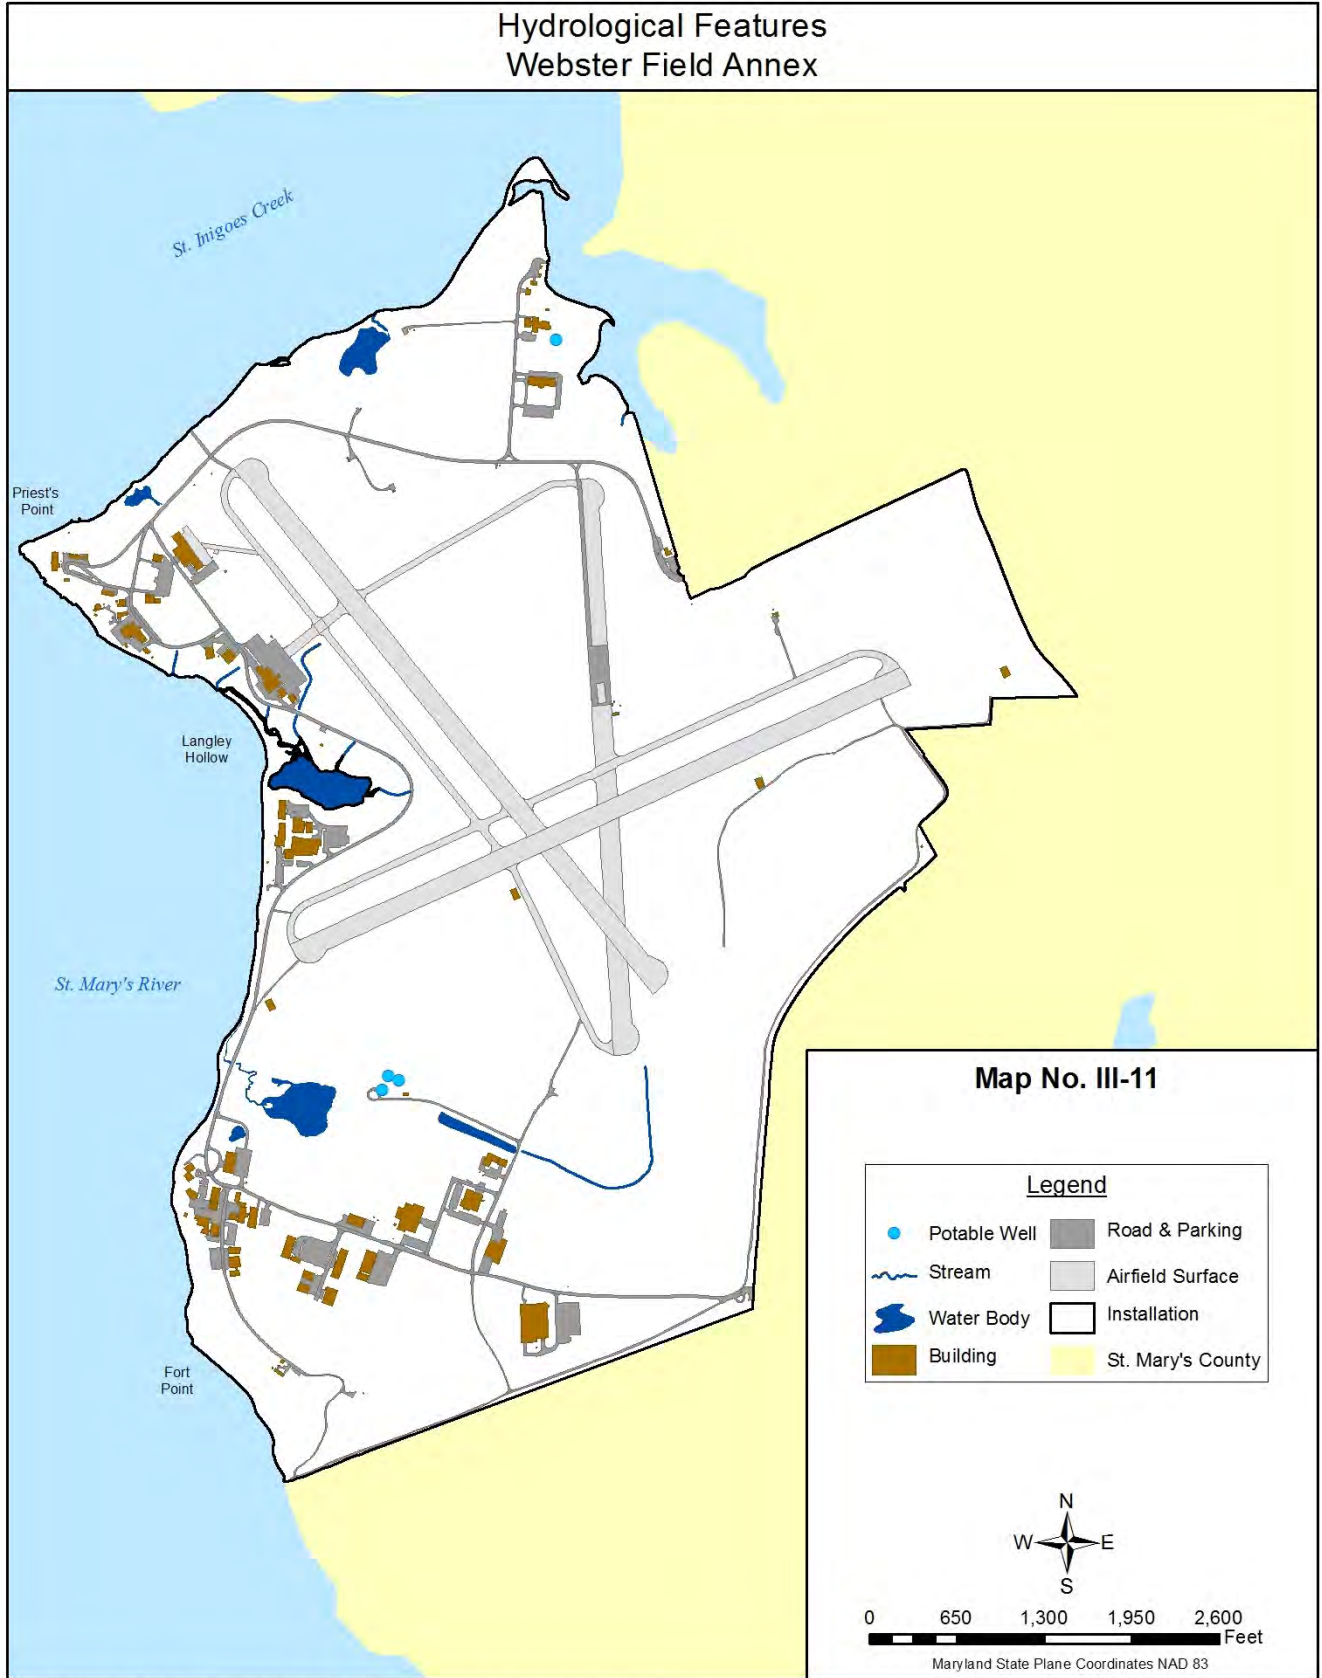 Hydrological Features
Webster Field Annex
St. Inigoes Creek
Priest's
Point
Langley
Hollow
St. Mary's River
Fort
Point
Map No. III-11
Legend
Potable Well
Road & Parking
Stream
Airfield Surface
Water Body
Installation
Building
St. Mary's County
N
W
E
S
0 650 1,300 1,950 2,600
Feet
Maryland State Plane Coordinates NAD 83